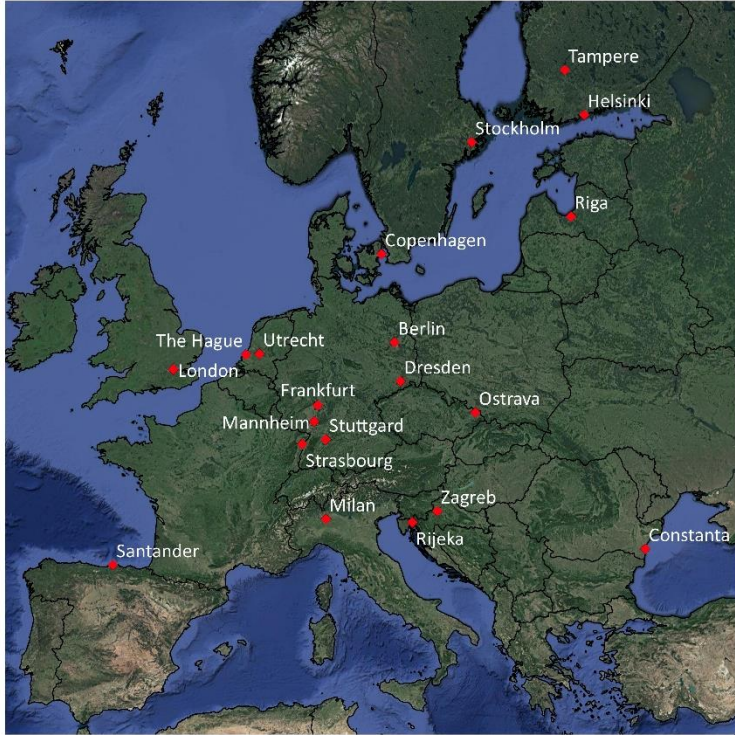 Tampere
Helsinki
Stockholm
Riga
Copenhagen
Berlin
The Hague
Utrecht
London
Dresden
Frankfurt
Ostrava
Mannheim
Stuttgard
Strasbourg
Zagreb
Milan
Rijeka
Constanta
Santander